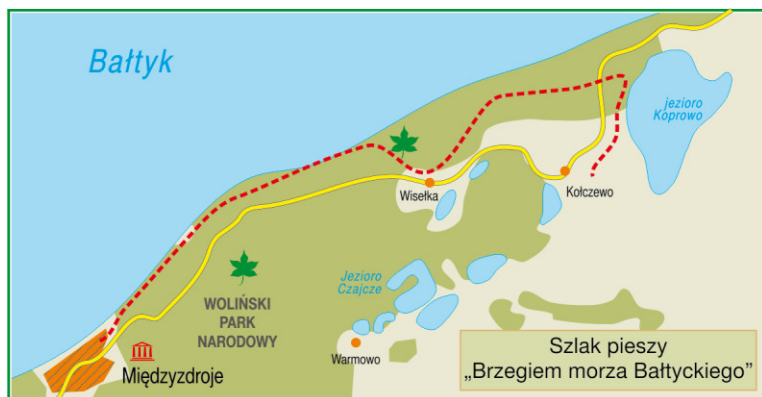 Bałtyk
jezioro
Koprowo
Wisełka
Kołczewo
Jezioro
Czajcze
WOLIŃSKI
PARK
NARODOWY
Warmowo
Międzyzdroje
Szlak pieszy
„Brzegiem morza Bałtyckiego”